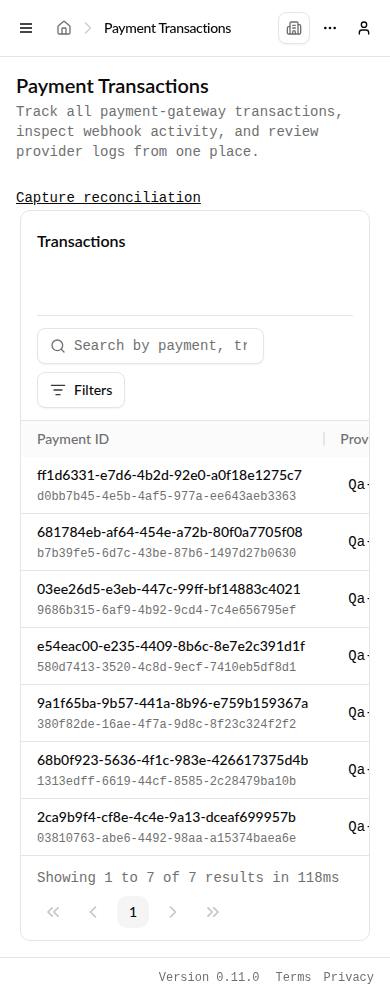 Payment Transactions
Payment Transactions
Track all payment-gateway transactions,
inspect webhook activity, and review
provider logs from one place.
Capture reconciliation
Transactions
Search by payment, tr
Filters
Payment ID Prov
ff1d6331-e7d6-4b2d-92e0-a0f18e1275c7
d0bb7b45-4e5b-4af5-977a-ee643aeb3363
Qa-
681784eb-af64-454e-a72b-80f0a7705f08
b7b39fe5-6d7c-43be-87b6-1497d27b0630
Qa-
03ee26d5-e3eb-447c-99ff-bf14883c4021
9686b315-6af9-4b92-9cd4-7c4e656795ef
Qa-
e54eac00-e235-4409-8b6c-8e7e2c391d1f
580d7413-3520-4c8d-9ecf-7410eb5df8d1
Qa-
9a1f65ba-9b57-441a-8b96-e759b159367a
380f82de-16ae-4f7a-9d8c-8f23c324f2f2
Qa-
68b0f923-5636-4f1c-983e-426617375d4b
1313edff-6619-44cf-8585-2c28479ba10b
Qa-
2ca9b9f4-cf8e-4c4e-9a13-dceaf699957b
03810763-abe6-4492-98aa-a15374baea6e
Qa-
Showing 1 to 7 of 7 results in 118ms
1
Version 0.11.0 Terms Privacy